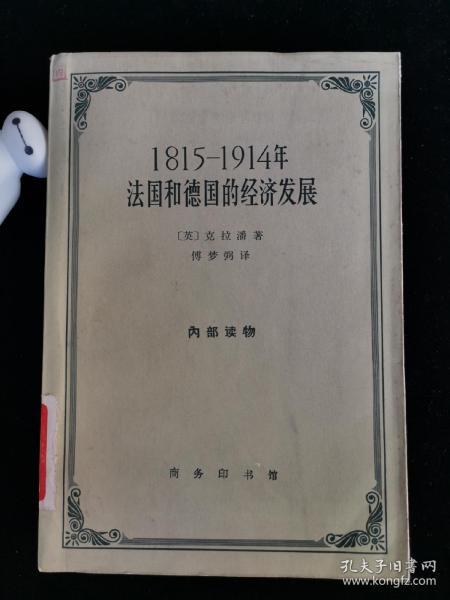 1815-1914年
法国和德国的经济发展
〔英〕克拉潘著
傅梦弼译
内部读物
商务印书馆
孔夫子旧书网
www.kongfz.com